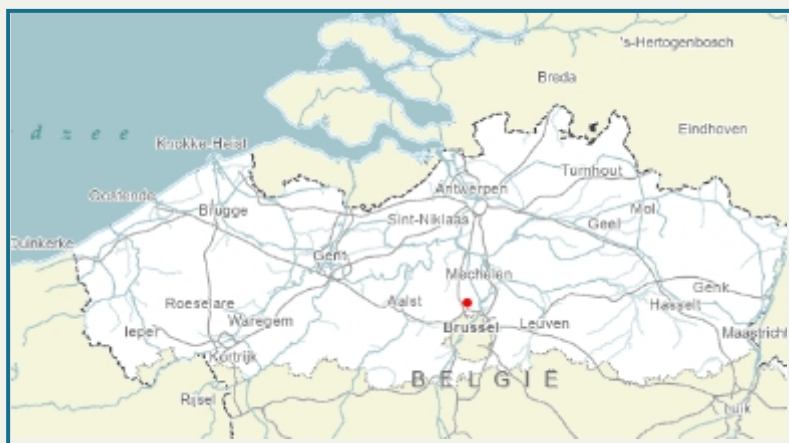 's-Hertogenbosch
Breda
Eindhoven
d z e e
Knokke-Heist
Turnhout
Antwerpen
Oostende
Brugge
Mol
Sint-Niklaas
Geel
Duinkerke
Gent
Mechelen
Genk
Roeselare
Aalst
Hasselt
Waregem
Brussel
Leuven
Ieper
Maastricht
Kortrijk
BELGIË
Rijsel
Luik